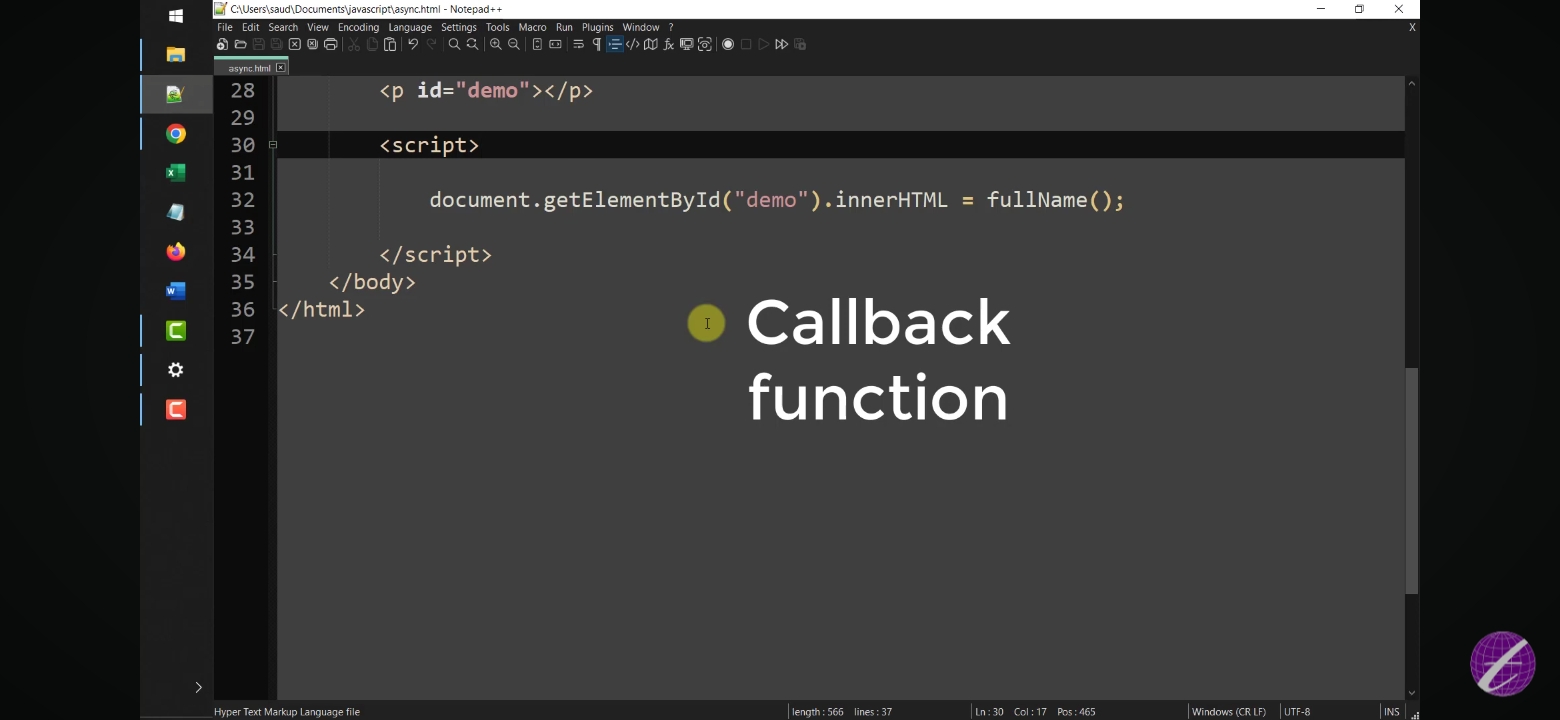 C:\Users\saud\Documents\javascript\async.html - Notepad++
File Edit Search View Encoding Language Settings Tools Macro Run Plugins Window ? X
async.html
28 <p id="demo"></p>
29
30 <script>
31
32 document.getElementById("demo").innerHTML = fullName();
33
34 </script>
35 </body>
36 </html>
37
Callback
function
Hyper Text Markup Language file length : 566 lines : 37 Ln : 30 Col : 17 Pos : 465 Windows (CR LF) UTF-8 INS